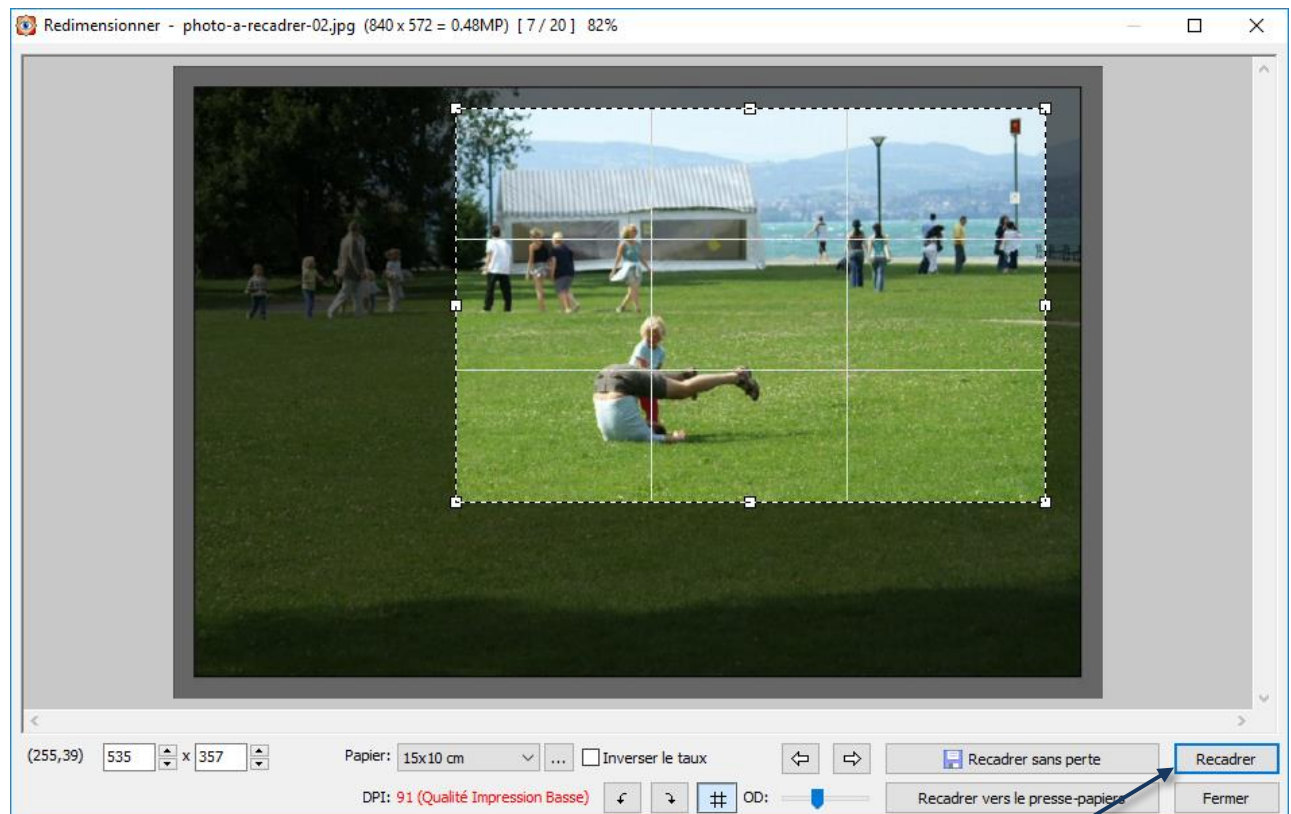 Redimensionner - photo-a-recadrer-02.jpg (840 x 572 = 0.48MP) [ 7 / 20 ] 82%
(255,39) 535 x 357 Papier: 15x10 cm ... Inverser le taux Recadrer sans perte Recadrer
DPI: 91 (Qualité Impression Basse) OD: Recadrer vers le presse-papiers Fermer